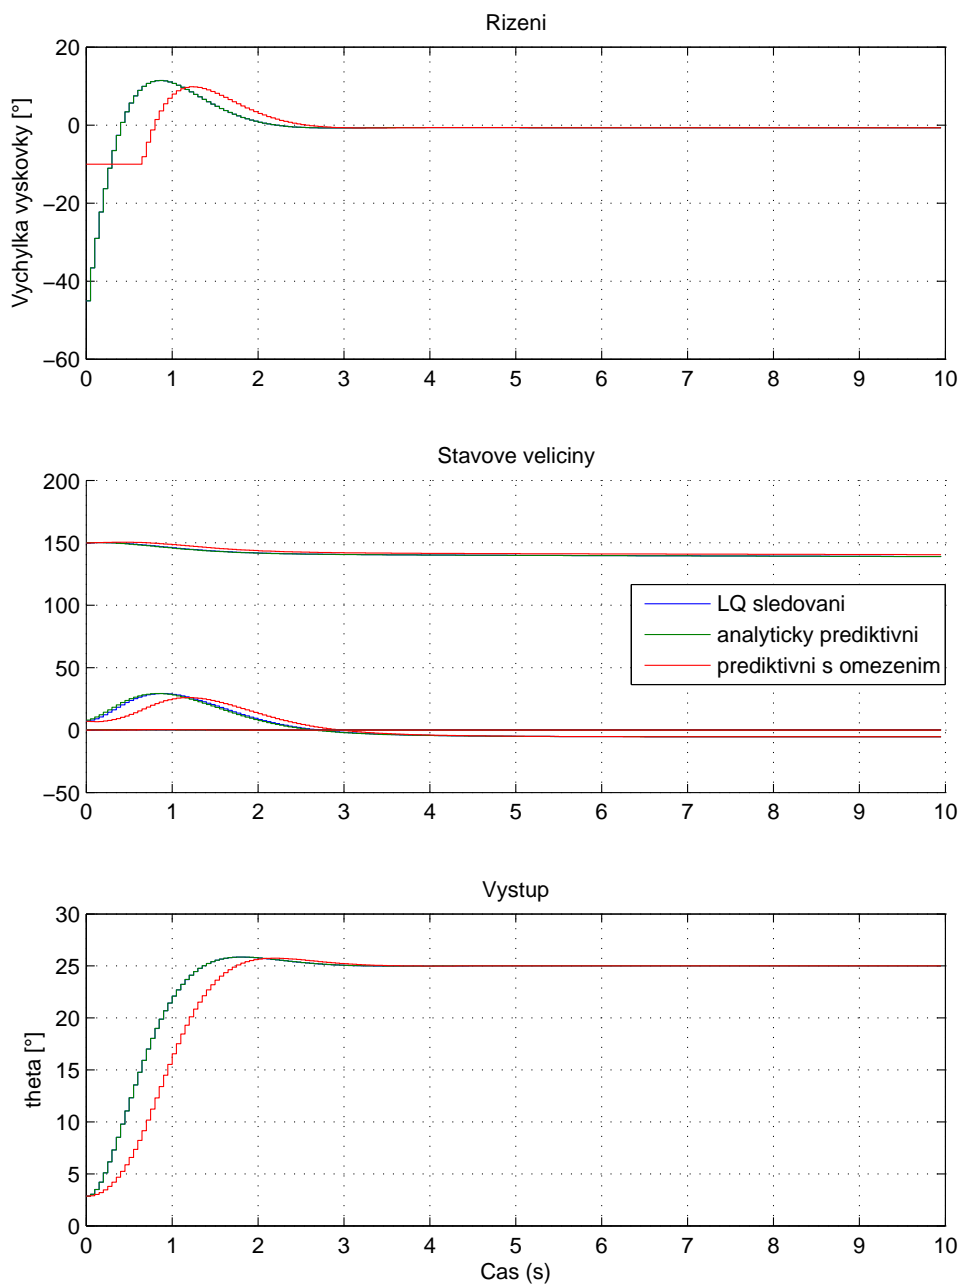 Rizeni
20
0
−20
−40
−60
Vychylka vyskovky [°]
0 1 2 3 4 5 6 7 8 9 10
Stavove veliciny
200
150
100
50
0
−50
LQ sledovani
analyticky prediktivni
prediktivni s omezenim
0 1 2 3 4 5 6 7 8 9 10
Vystup
30
25
20
15
10
5
0
theta [°]
0 1 2 3 4 5 6 7 8 9 10
Cas (s)